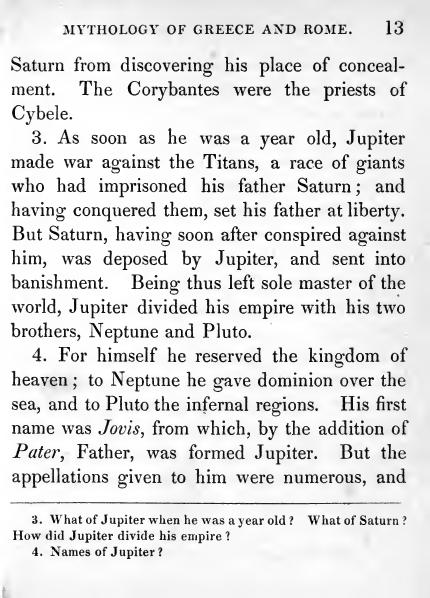 MYTHOLOGY OF GREECE AND ROME. 13
Saturn from discovering his place of conceal-
ment. The Corybantes were the priests of
Cybele.
3. As soon as he was a year old, Jupiter
made war against the Titans, a race of giants
who had imprisoned his father Saturn; and
having conquered them, set his father at liberty.
But Saturn, having soon after conspired against
him, was deposed by Jupiter, and sent into
banishment. Being thus left sole master of the
world, Jupiter divided his empire with his two
brothers, Neptune and Pluto.
4. For himself he reserved the kingdom of
heaven; to Neptune he gave dominion over the
sea, and to Pluto the infernal regions. His first
name was Jovis, from which, by the addition of
Pater, Father, was formed Jupiter. But the
appellations given to him were numerous, and
3. What of Jupiter when he was a year old? What of Saturn?
How did Jupiter divide his empire?
4. Names of Jupiter?